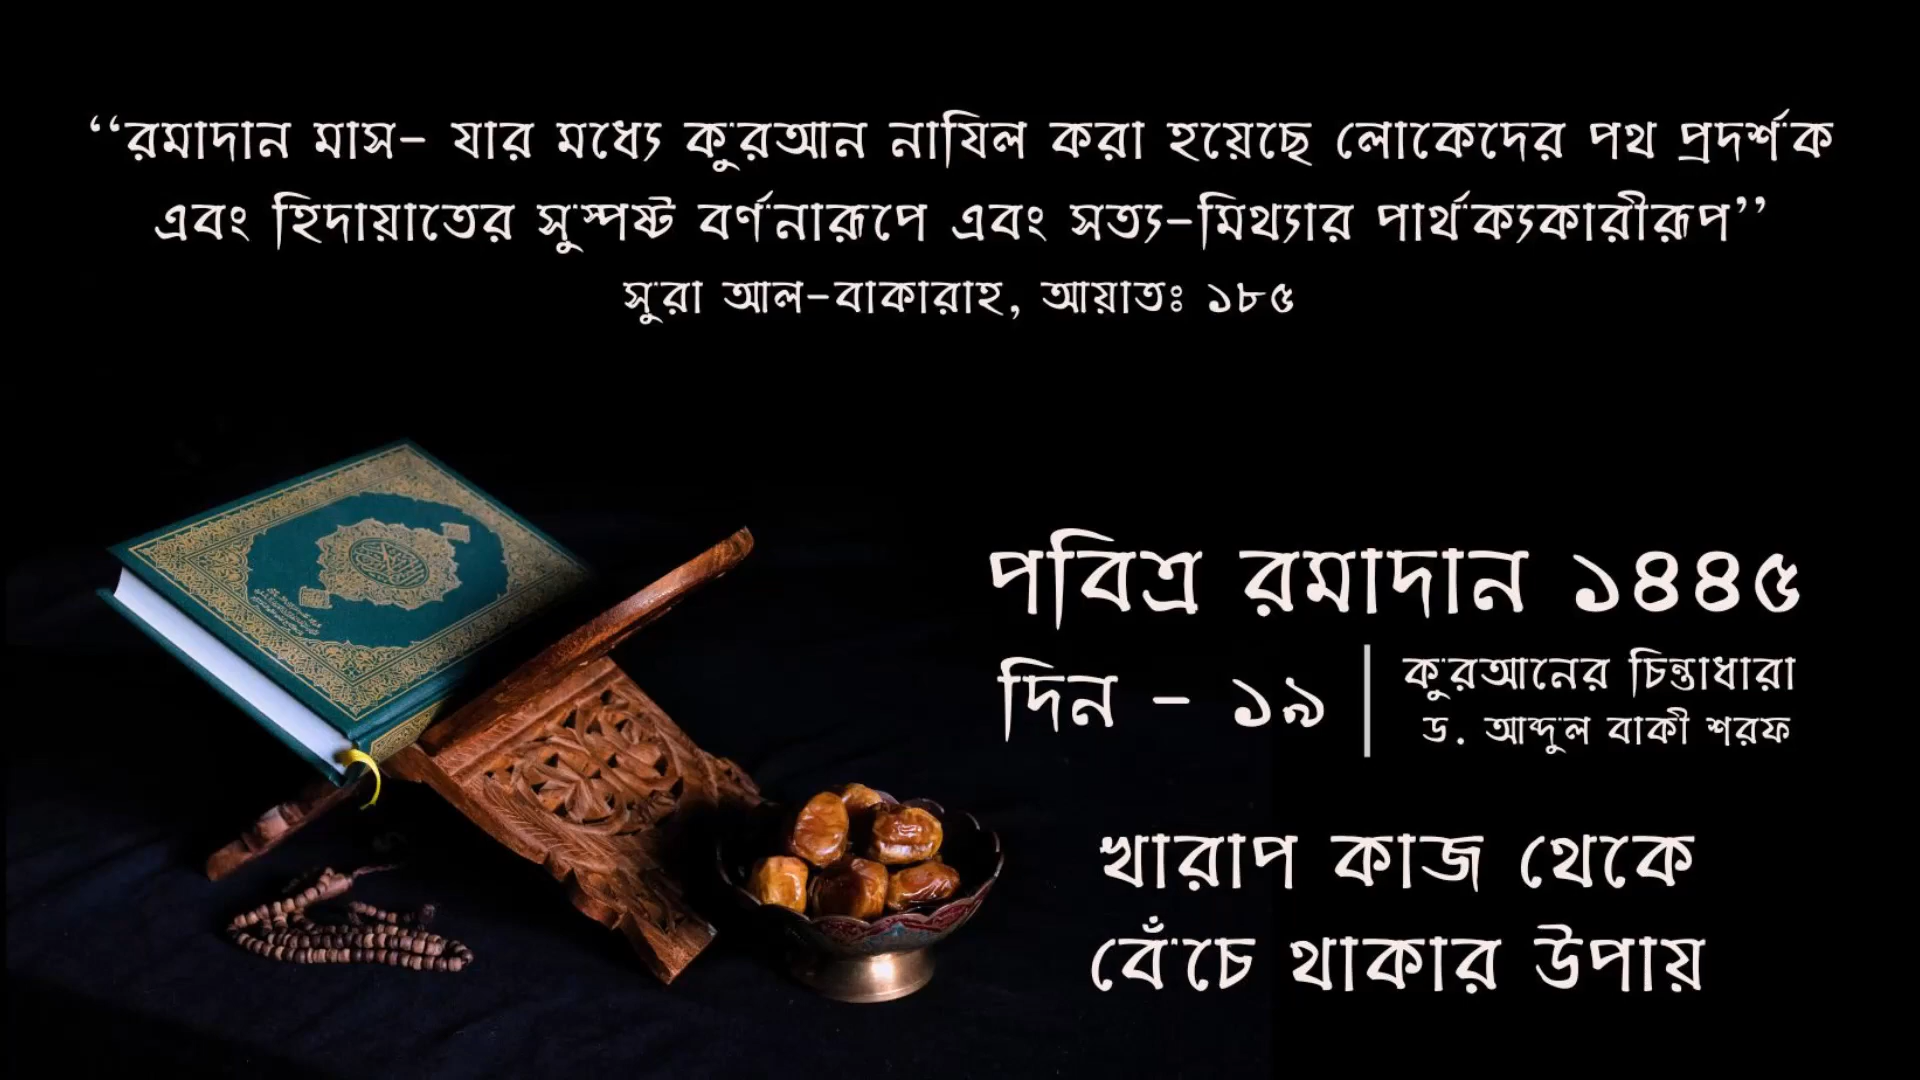 ‘‘রমাদান মাস- যার মধ্যে কুরআন নাযিল করা হয়েছে লোকেদের পথ প্রদর্শক
এবং হিদায়াতের সুস্পষ্ট বর্ণনারূপে এবং সত্য-মিথ্যার পার্থক্যকারীরূপ’’
সুরা আল-বাকারাহ, আয়াতঃ ১৮৫
পবিত্র রমাদান ১৪৪৫
দিন - ১৯
কুরআনের চিন্তাধারা
ড. আব্দুল বাকী শরফ
খারাপ কাজ থেকে
বেঁচে থাকার উপায়